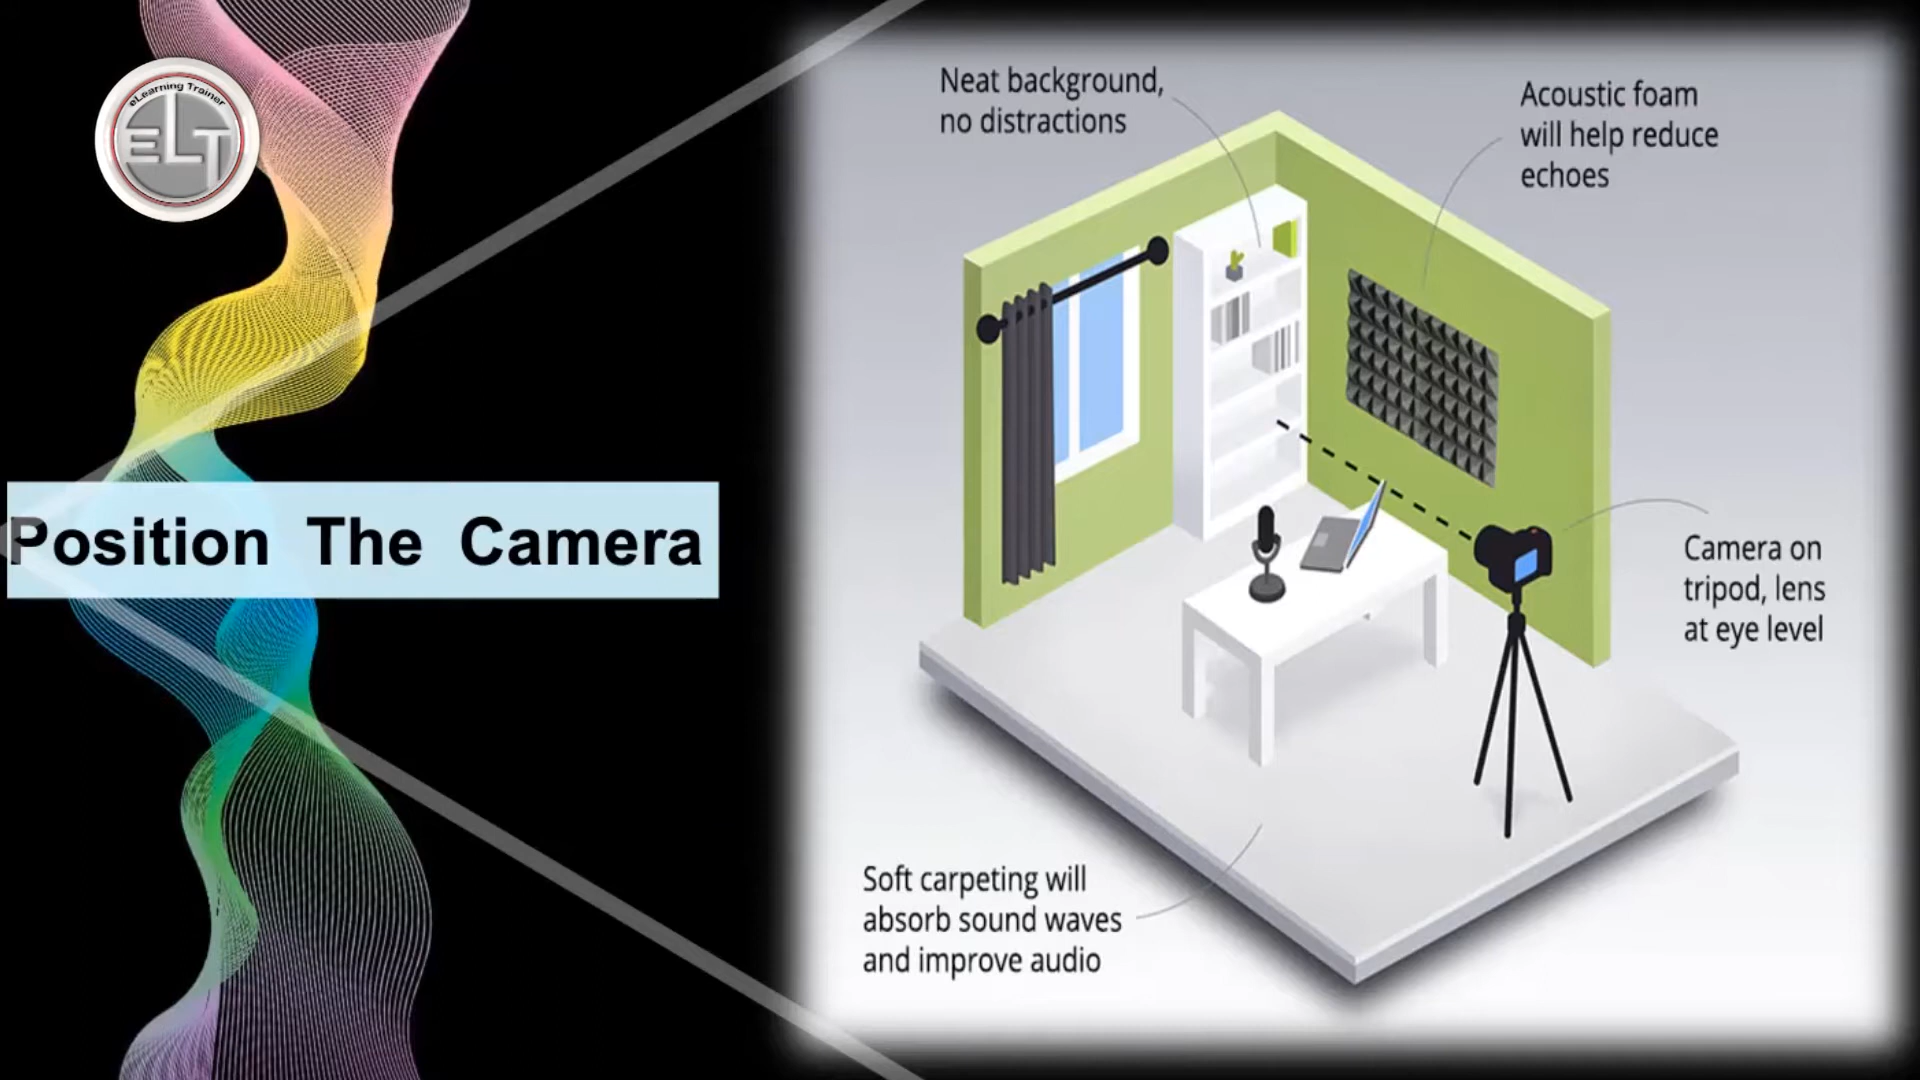 eLearning Trainer
ELT
Position The Camera
Neat background,
no distractions
Acoustic foam
will help reduce
echoes
Camera on
tripod, lens
at eye level
Soft carpeting will
absorb sound waves
and improve audio